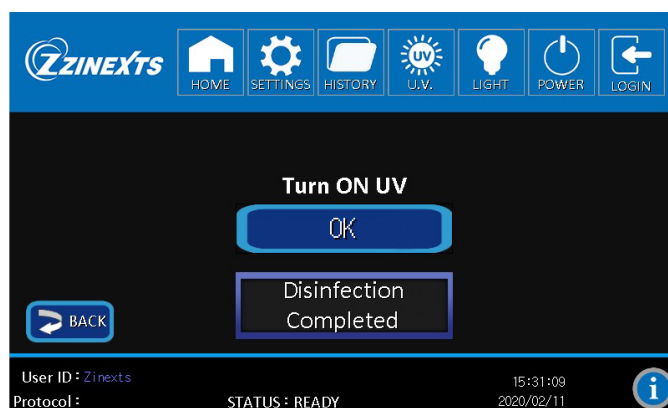 ZZINEXTS
HOME
SETTINGS
HISTORY
UV
U.V.
LIGHT
POWER
LOGIN
Turn ON UV
OK
Disinfection
Completed
BACK
User ID : Zinexts
15:31:09
Protocol :
STATUS : READY
2020/02/11
i